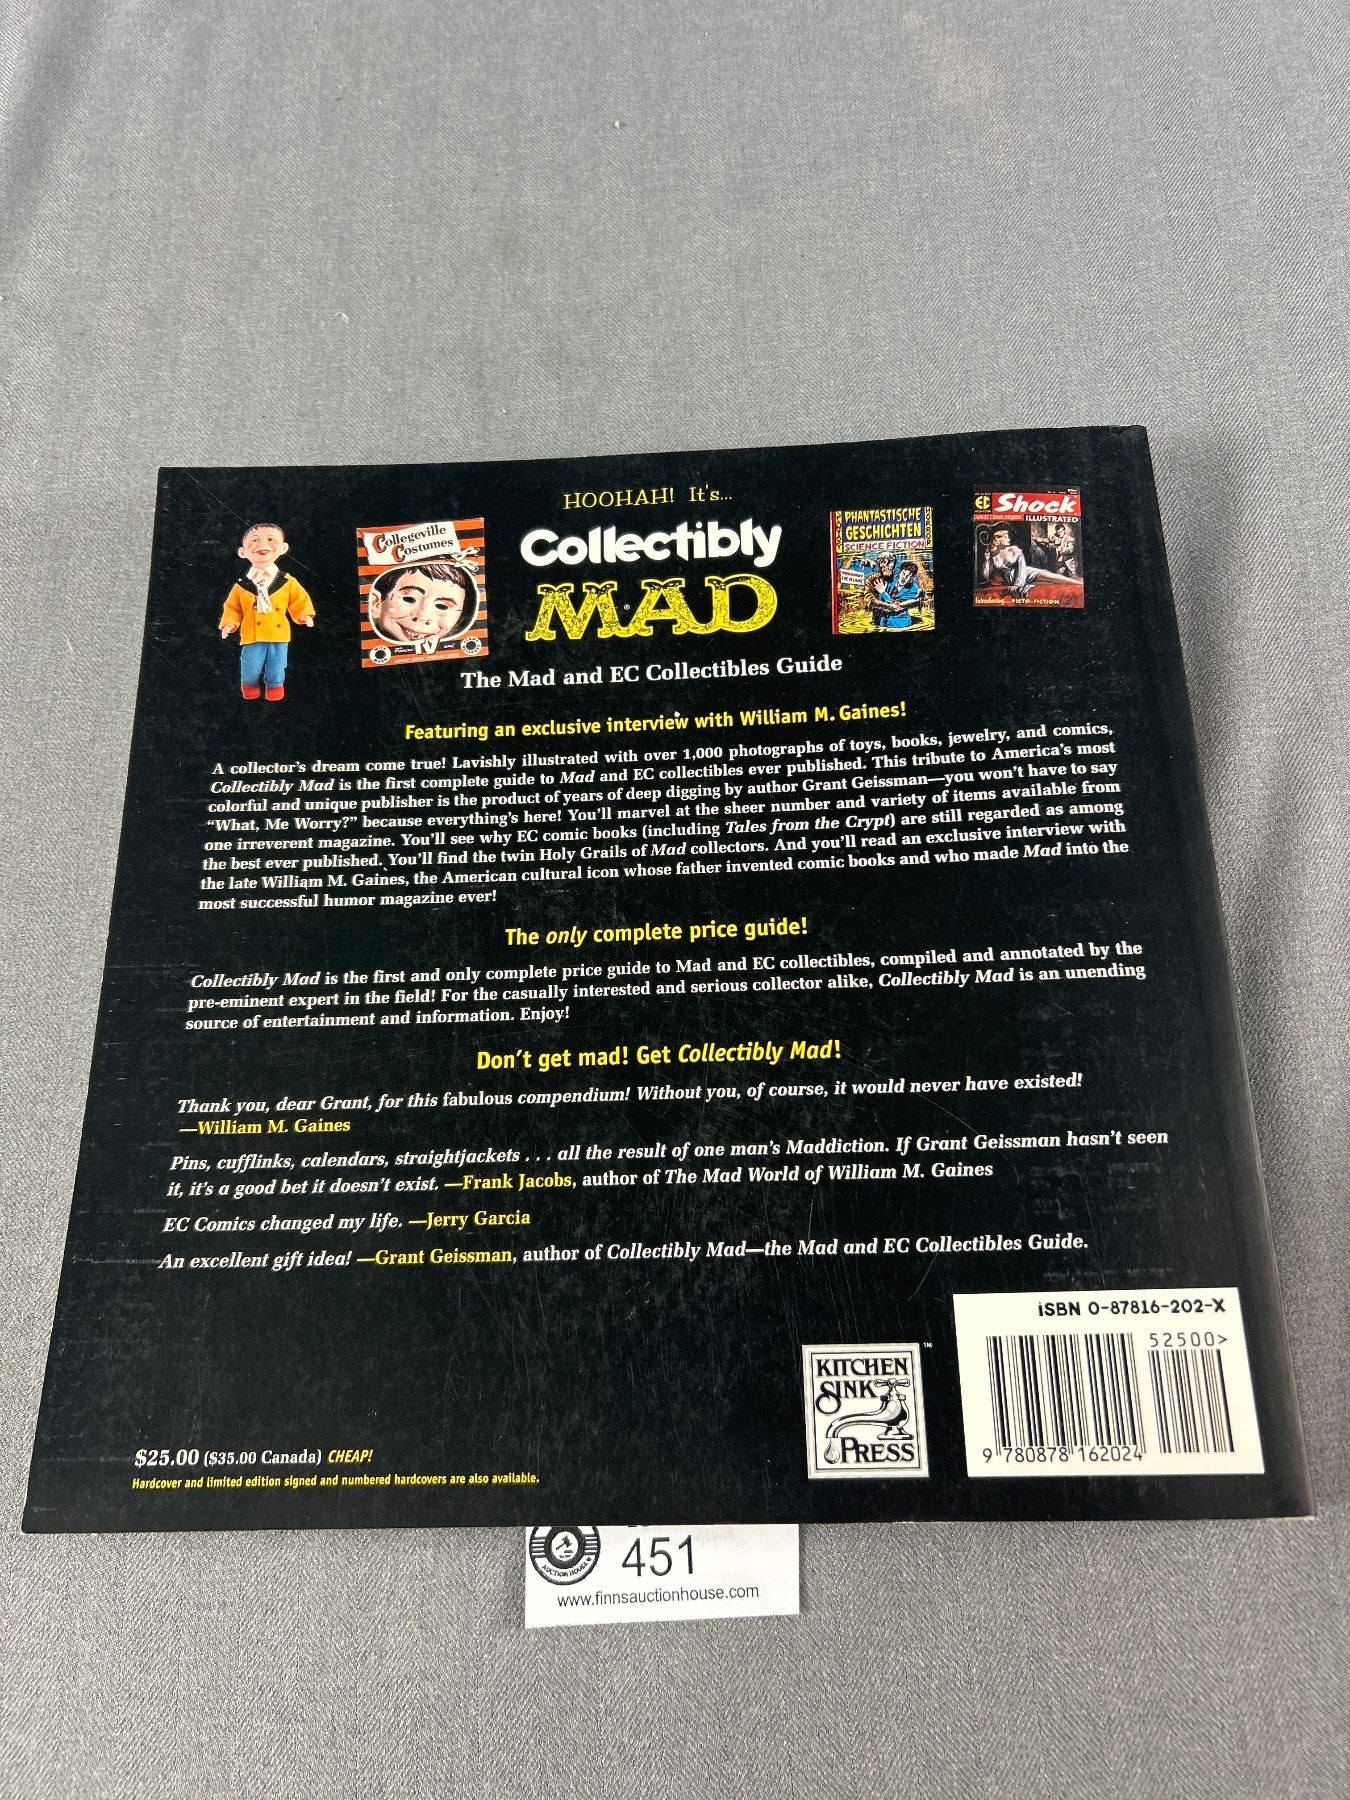 HOOHAH! It's...
Collectibly
MAD
Collegeville
Costumes
TV
PHANTASTISCHE
GESCHICHTEN
SCIENCE FICTION
EC
Shock
ILLUSTRATED
Introducing... PICTO-FICTION
The Mad and EC Collectibles Guide
Featuring an exclusive interview with William M. Gaines!
A collector's dream come true! Lavishly illustrated with over 1,000 photographs of toys, books, jewelry, and comics,
Collectibly Mad is the first complete guide to Mad and EC collectibles ever published. This tribute to America's most
colorful and unique publisher is the product of years of deep digging by author Grant Geissman—you won't have to say
"What, Me Worry?" because everything's here! You'll marvel at the sheer number and variety of items available from
one irreverent magazine. You'll see why EC comic books (including Tales from the Crypt) are still regarded as among
the best ever published. You'll find the twin Holy Grails of Mad collectors. And you'll read an exclusive interview with
the late William M. Gaines, the American cultural icon whose father invented comic books and who made Mad into the
most successful humor magazine ever!
The only complete price guide!
Collectibly Mad is the first and only complete price guide to Mad and EC collectibles, compiled and annotated by the
pre-eminent expert in the field! For the casually interested and serious collector alike, Collectibly Mad is an unending
source of entertainment and information. Enjoy!
Don't get mad! Get Collectibly Mad!
Thank you, dear Grant, for this fabulous compendium! Without you, of course, it would never have existed!
—William M. Gaines
Pins, cufflinks, calendars, straightjackets . . . all the result of one man's Maddiction. If Grant Geissman hasn't seen
it, it's a good bet it doesn't exist. —Frank Jacobs, author of The Mad World of William M. Gaines
EC Comics changed my life. —Jerry Garcia
An excellent gift idea! —Grant Geissman, author of Collectibly Mad—the Mad and EC Collectibles Guide.
ISBN 0-87816-202-X
52500>
9 780878 162024
KITCHEN
SINK
PRESS
™
$25.00 ($35.00 Canada) CHEAP!
Hardcover and limited edition signed and numbered hardcovers are also available.
AUCTION HOUSE
451
www.finnsauctionhouse.com